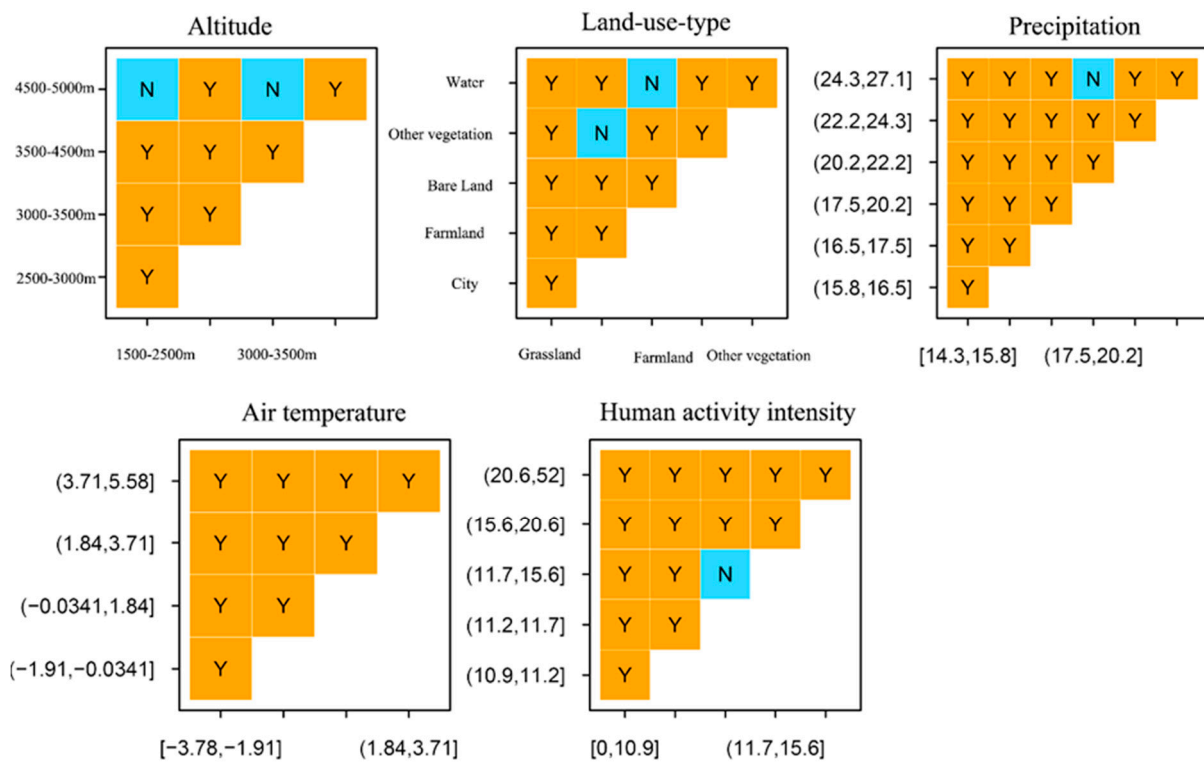 Altitude
4500-5000m N Y N Y
3500-4500m Y Y Y
3000-3500m Y Y
2500-3000m Y
1500-2500m 3000-3500m
Land-use-type
Water Y Y N Y Y
Other vegetation Y N Y Y
Bare Land Y Y Y
Farmland Y Y
City Y
Grassland Farmland Other vegetation
Precipitation
(24.3,27.1] Y Y Y N Y Y
(22.2,24.3] Y Y Y Y Y
(20.2,22.2] Y Y Y Y
(17.5,20.2] Y Y Y
(16.5,17.5] Y Y
(15.8,16.5] Y
[14.3,15.8] (17.5,20.2]
Air temperature
(3.71,5.58] Y Y Y Y
(1.84,3.71] Y Y Y
(−0.0341,1.84] Y Y
(−1.91,−0.0341] Y
[−3.78,−1.91] (1.84,3.71]
Human activity intensity
(20.6,52] Y Y Y Y Y
(15.6,20.6] Y Y Y Y
(11.7,15.6] Y Y N
(11.2,11.7] Y Y
(10.9,11.2] Y
[0,10.9] (11.7,15.6]